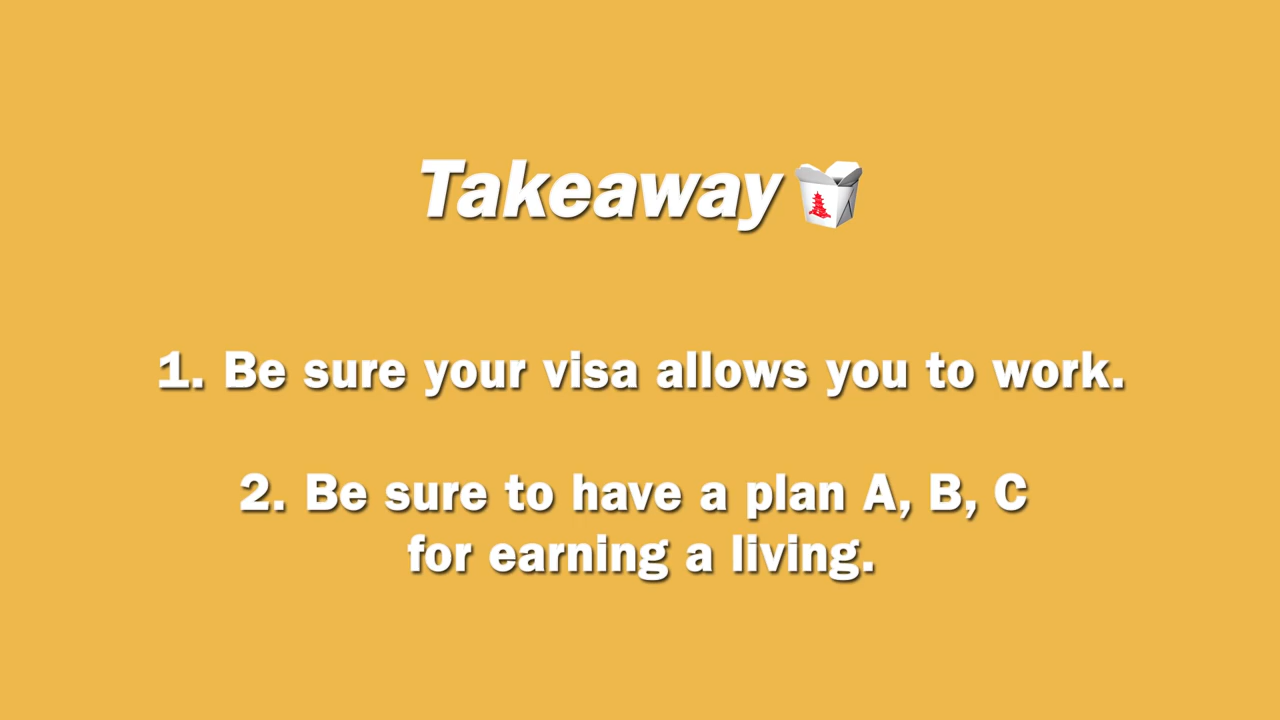 Takeaway
1. Be sure your visa allows you to work.
2. Be sure to have a plan A, B, C
for earning a living.